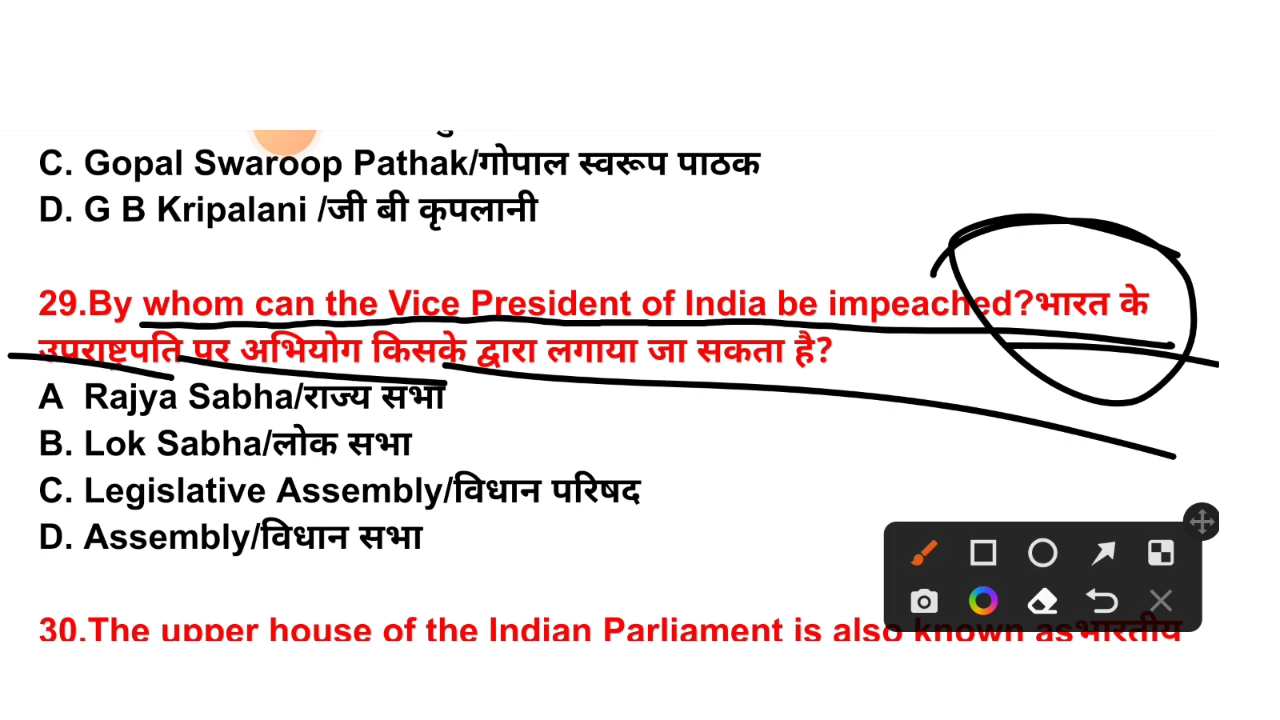 C. Gopal Swaroop Pathak/गोपाल स्वरूप पाठक
D. G B Kripalani /जी बी कृपलानी
29.By whom can the Vice President of India be impeached?भारत के
उपराष्ट्रपति पर अभियोग किसके द्वारा लगाया जा सकता है?
A Rajya Sabha/राज्य सभा
B. Lok Sabha/लोक सभा
C. Legislative Assembly/विधान परिषद
D. Assembly/विधान सभा
30.The upper house of the Indian Parliament is also known asभारतीय